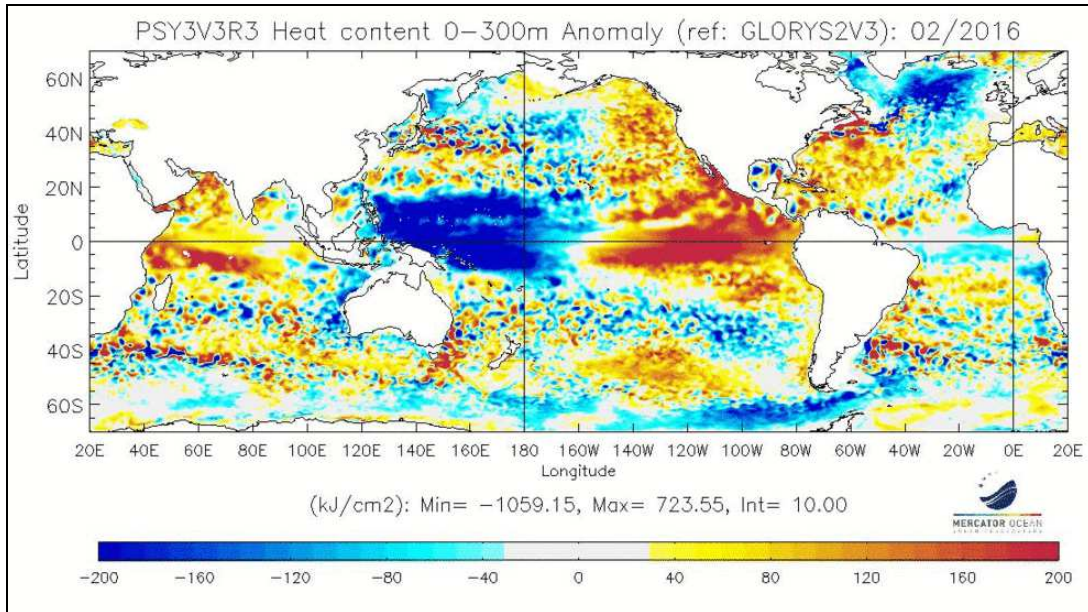 PSY3V3R3 Heat content 0-300m Anomaly (ref: GLORYS2V3): 02/2016
60N
40N
20N
0
20S
40S
60S
Latitude
20E 40E 60E 80E 100E 120E 140E 160E 180 160W 140W 120W 100W 80W 60W 40W 20W 0 20E
Longitude
(kJ/cm2): Min= -1059.15, Max= 723.55, Int= 10.00
MERCATOR OCEAN
-200 -160 -120 -80 -40 0 40 80 120 160 200